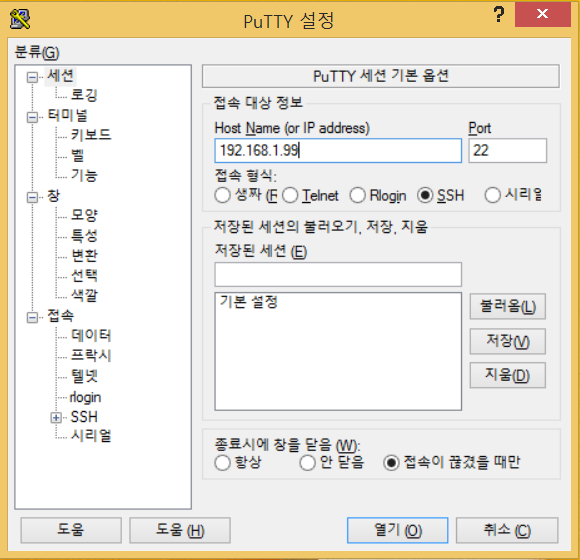 PuTTY 설정
?
x
분류(G)
세션
로깅
터미널
키보드
벨
기능
창
모양
특성
변환
선택
색깔
접속
데이터
프락시
텔넷
rlogin
SSH
시리얼
PuTTY 세션 기본 옵션
접속 대상 정보
Host Name (or IP address) Port
192.168.1.99 22
접속 형식:
생짜 (R Telnet Rlogin SSH 시리얼
저장된 세션의 불러오기, 저장, 지움
저장된 세션 (E)
기본 설정
불러옴(L)
저장(V)
지움(D)
종료시에 창을 닫음 (W):
항상 안 닫음 접속이 끊겼을 때만
도움 도움 (H) 열기 (O) 취소 (C)